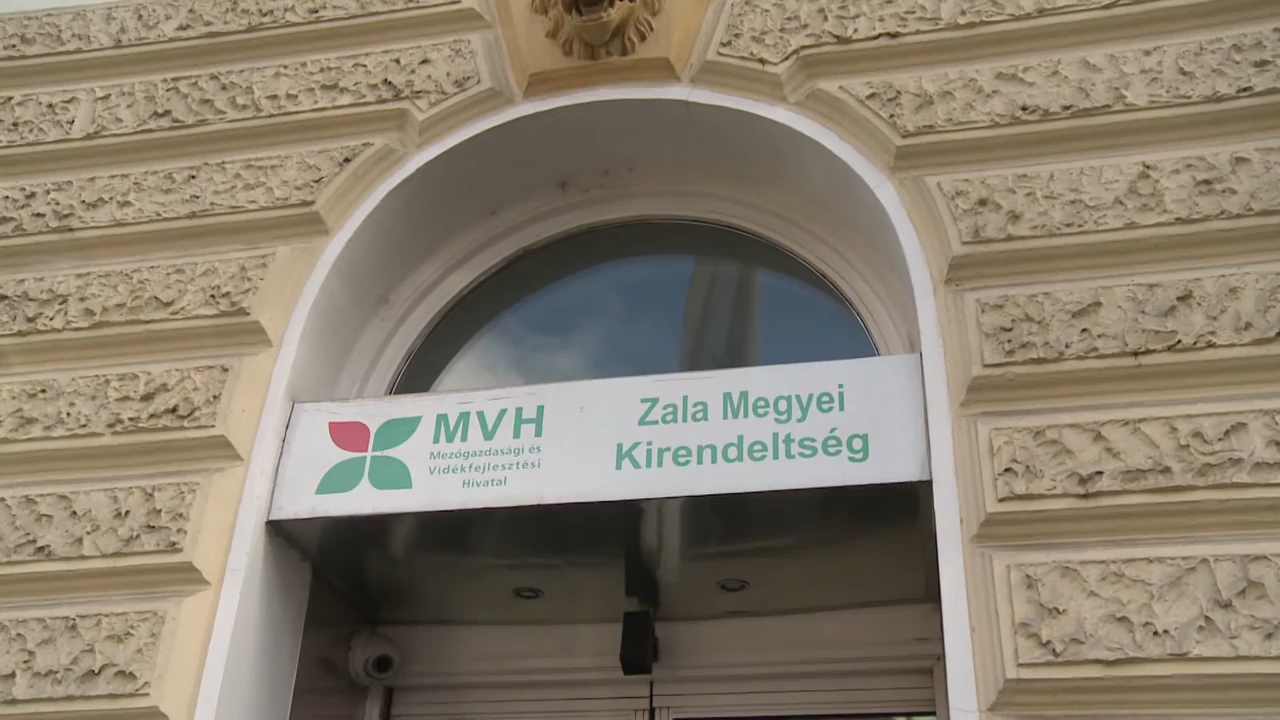 MVH
Mezőgazdasági és
Vidékfejlesztési
Hivatal
Zala Megyei
Kirendeltség